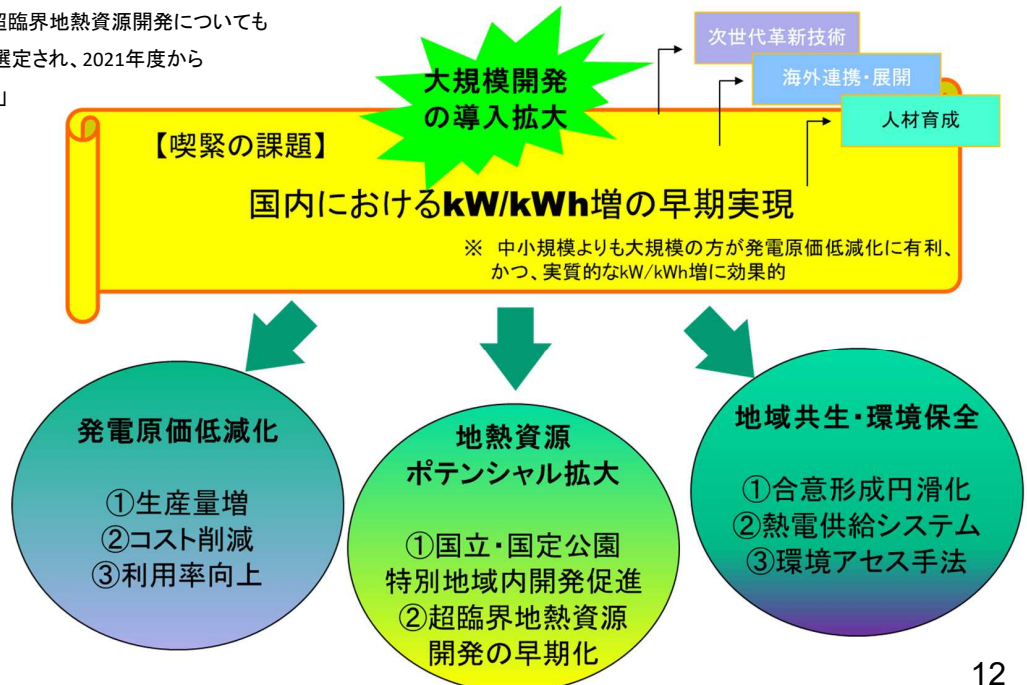 超臨界地熱資源開発についても
選定され、2021年度から
」
大規模開発
の導入拡大
次世代革新技術
海外連携・展開
人材育成
【喫緊の課題】
国内におけるkW/kWh増の早期実現
※ 中小規模よりも大規模の方が発電原価低減化に有利、
かつ、実質的なkW/kWh増に効果的
発電原価低減化
①生産量増
②コスト削減
③利用率向上
地熱資源
ポテンシャル拡大
①国立・国定公園
特別地域内開発促進
②超臨界地熱資源
開発の早期化
地域共生・環境保全
①合意形成円滑化
②熱電供給システム
③環境アセス手法
12